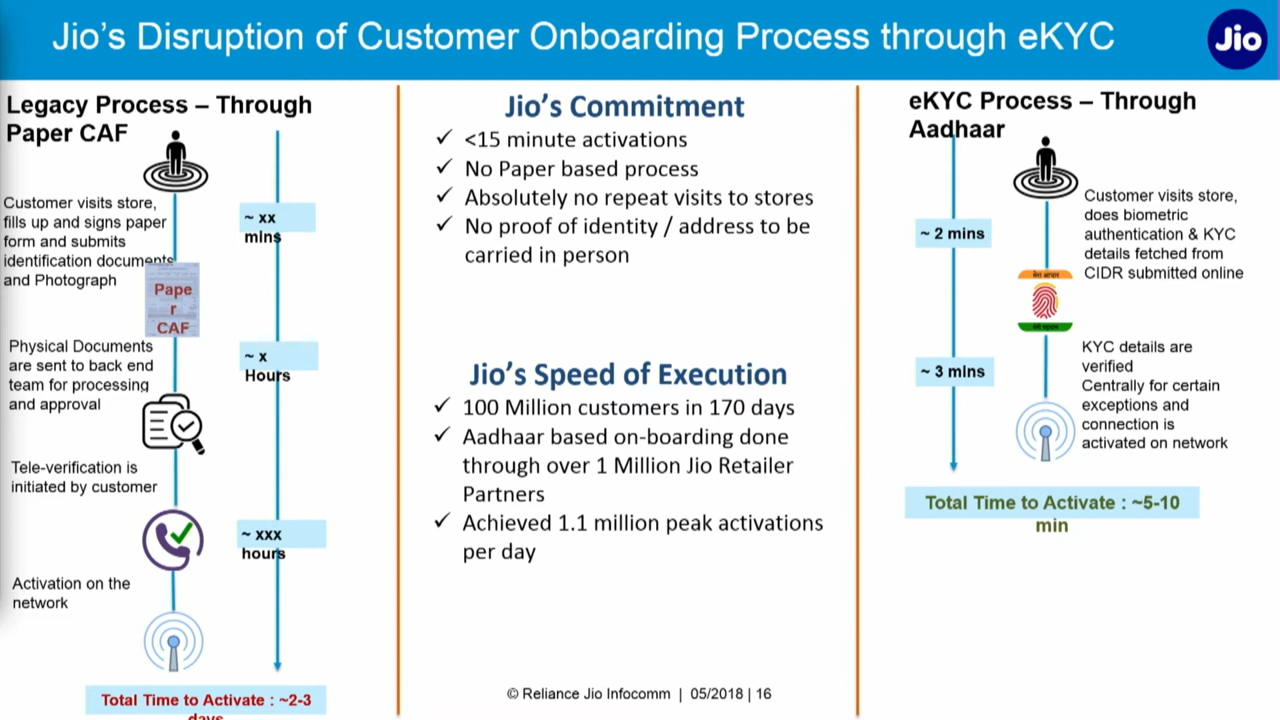 Jio's Disruption of Customer Onboarding Process through eKYC
Jio
Legacy Process – Through
Paper CAF
Customer visits store,
fills up and signs paper
form and submits
identification documents
and Photograph
~ xx
mins
Pape
r
CAF
Physical Documents
are sent to back end
team for processing
and approval
~ x
Hours
Tele-verification is
initiated by customer
~ xxx
hours
Activation on the
network
Total Time to Activate : ~2-3
days
Jio's Commitment
✓ <15 minute activations
✓ No Paper based process
✓ Absolutely no repeat visits to stores
✓ No proof of identity / address to be
carried in person
Jio's Speed of Execution
✓ 100 Million customers in 170 days
✓ Aadhaar based on-boarding done
through over 1 Million Jio Retailer
Partners
✓ Achieved 1.1 million peak activations
per day
© Reliance Jio Infocomm | 05/2018 | 16
eKYC Process – Through
Aadhaar
~ 2 mins
Customer visits store,
does biometric
authentication & KYC
details fetched from
CIDR submitted online
~ 3 mins
KYC details are
verified
Centrally for certain
exceptions and
connection is
activated on network
Total Time to Activate : ~5-10
min